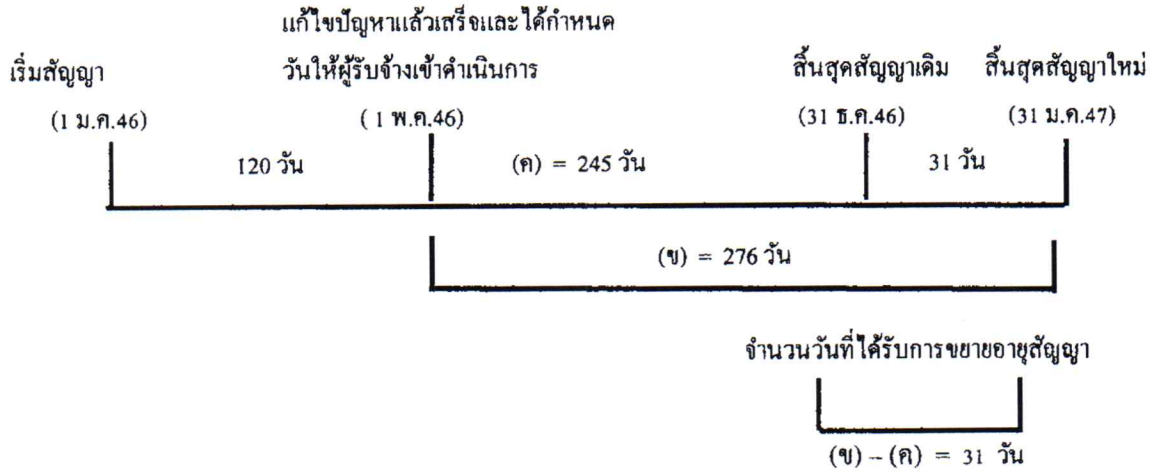 แก้ไขปัญหาแล้วเสร็จและได้กำหนด
เริ่มสัญญา วันให้ผู้รับจ้างเข้าดำเนินการ สิ้นสุดสัญญาเดิม สิ้นสุดสัญญาใหม่
(1 ม.ค.46) ( 1 พ.ค.46) (31 ธ.ค.46) (31 ม.ค.47)
120 วัน (ค) = 245 วัน 31 วัน
(ข) = 276 วัน
จำนวนวันที่ได้รับการขยายอายุสัญญา
(ข) – (ค) = 31 วัน